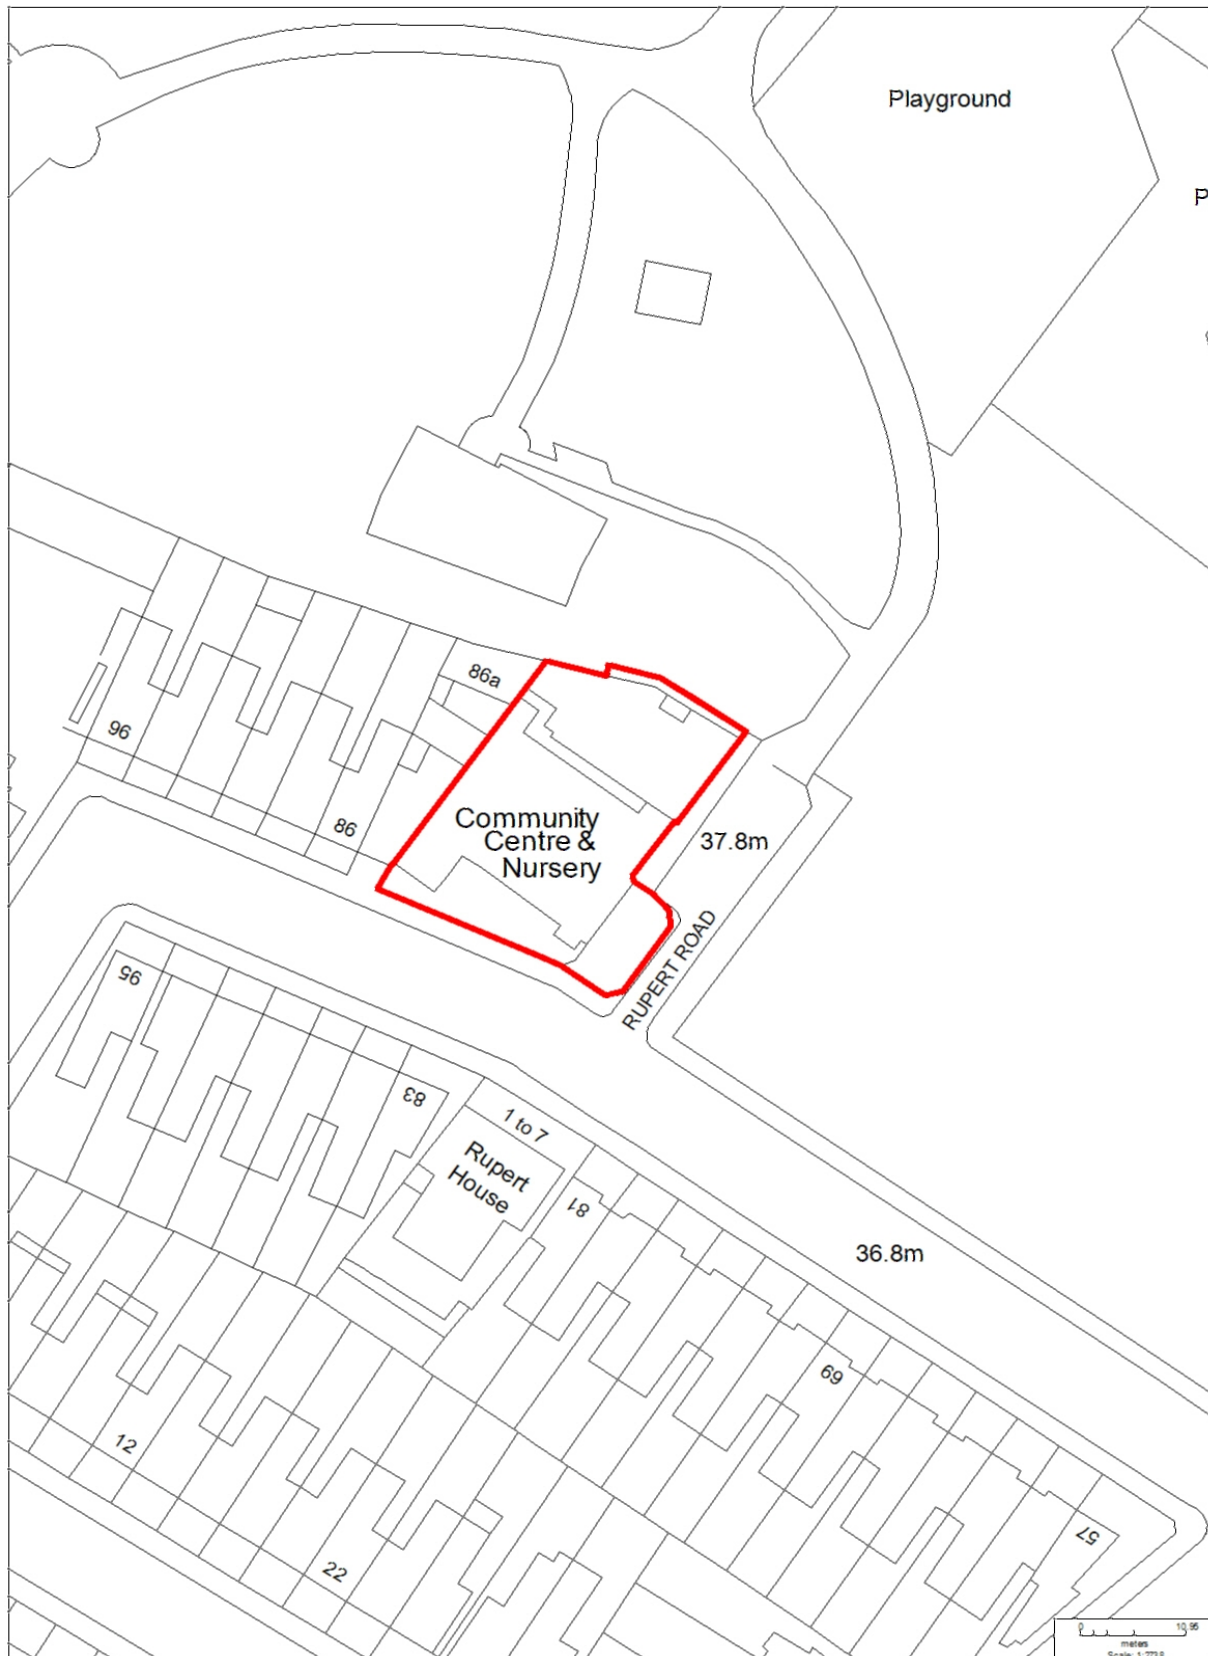 Playground
P
86a
96
86
Community
Centre &
Nursery
37.8m
RUPERT ROAD
95
83
1 to 7
Rupert
House
81
36.8m
69
12
22
57
0 10.95
meters